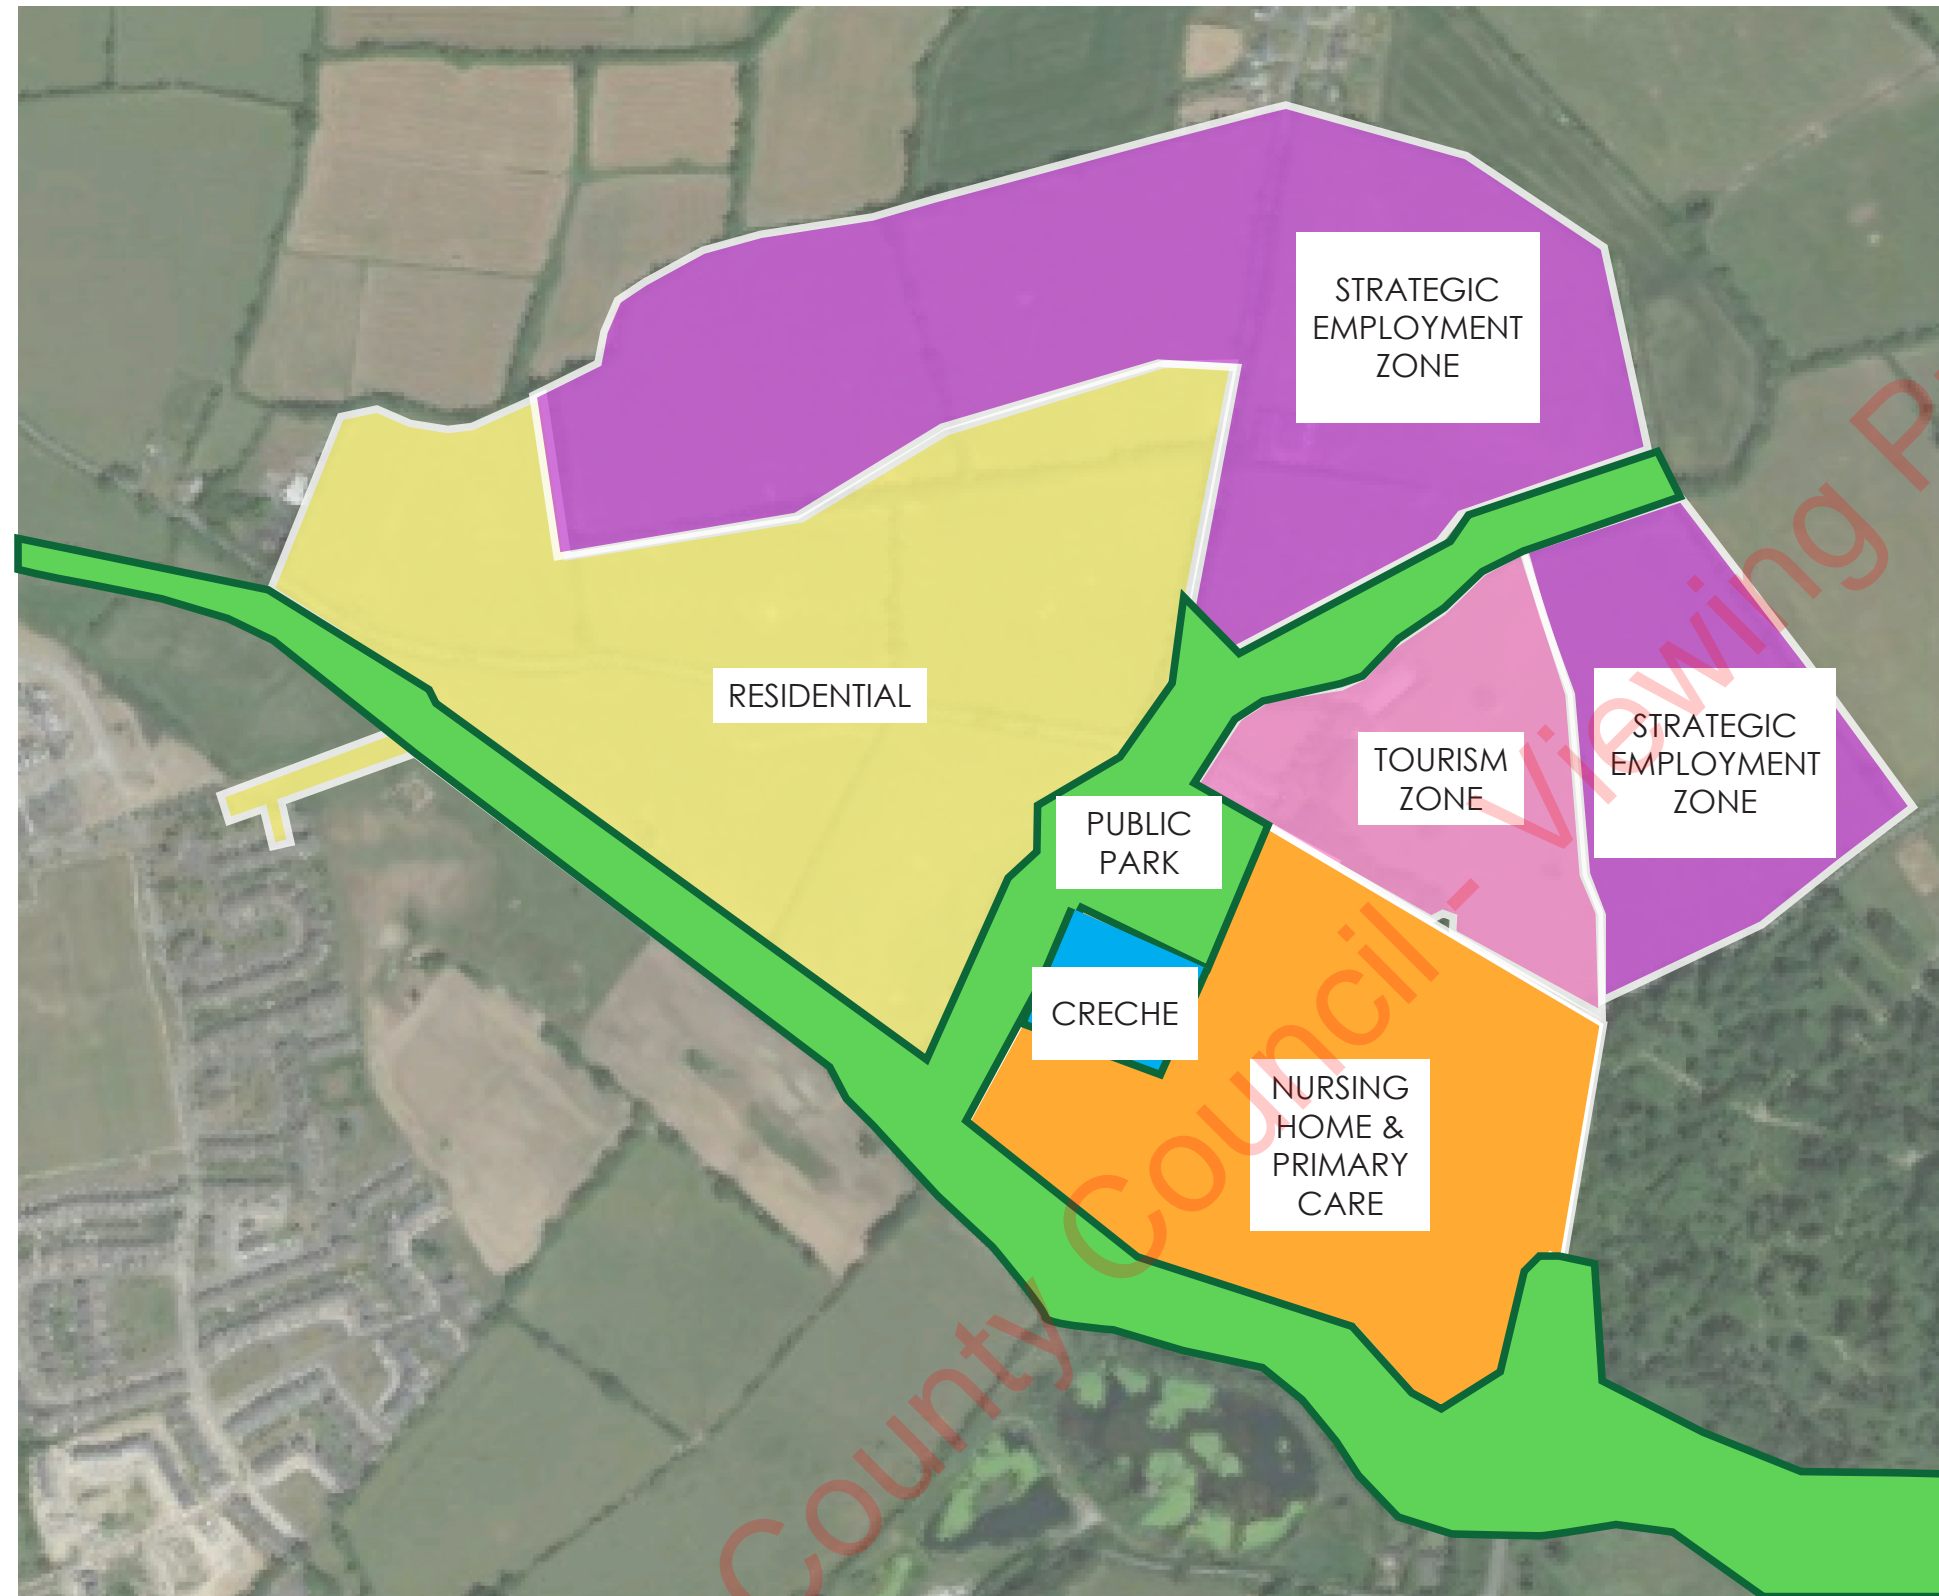 STRATEGIC
EMPLOYMENT
ZONE
RESIDENTIAL
TOURISM
ZONE
STRATEGIC
EMPLOYMENT
ZONE
PUBLIC
PARK
CRECHE
NURSING
HOME &
PRIMARY
CARE
County Council - Viewing